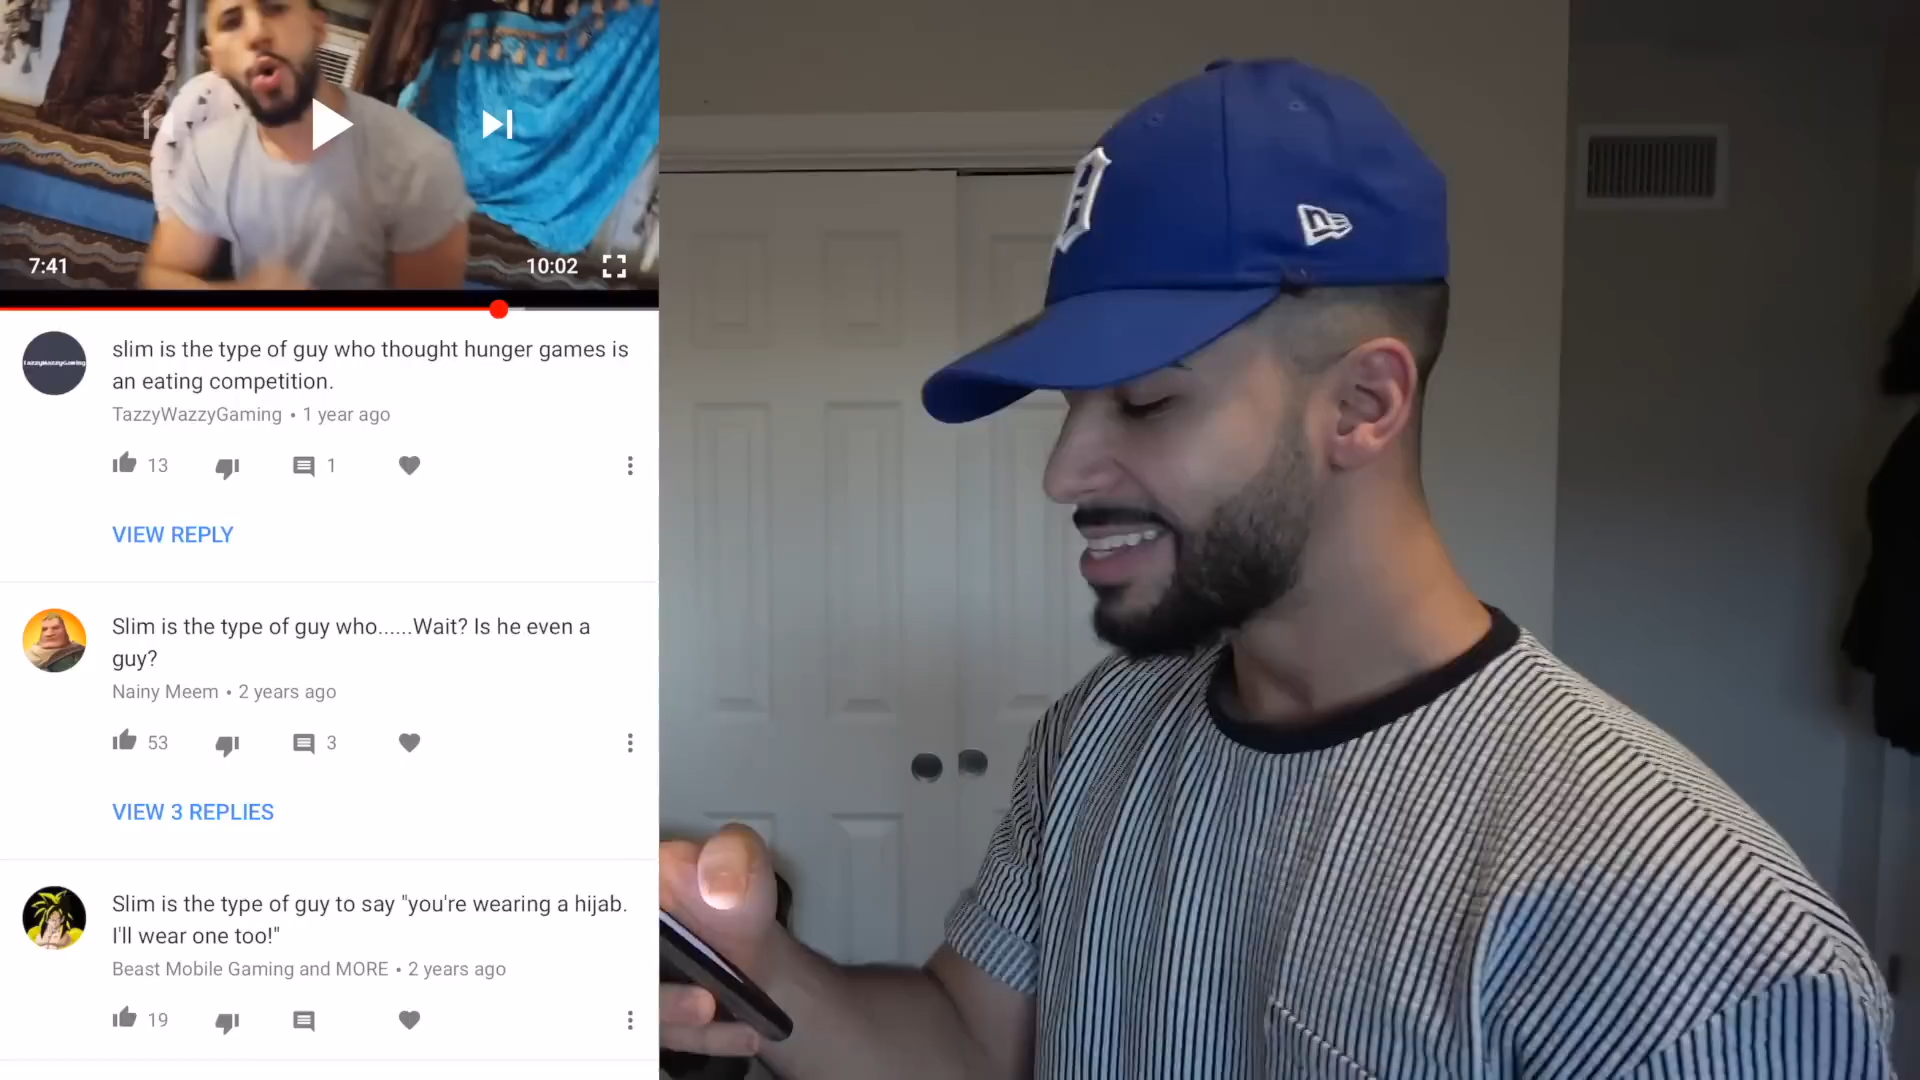 7:41
10:02
slim is the type of guy who thought hunger games is
an eating competition.
TazzyWazzyGaming • 1 year ago
13
1
VIEW REPLY
Slim is the type of guy who......Wait? Is he even a
guy?
Nainy Meem • 2 years ago
53
3
VIEW 3 REPLIES
Slim is the type of guy to say "you're wearing a hijab.
I'll wear one too!"
Beast Mobile Gaming and MORE • 2 years ago
19